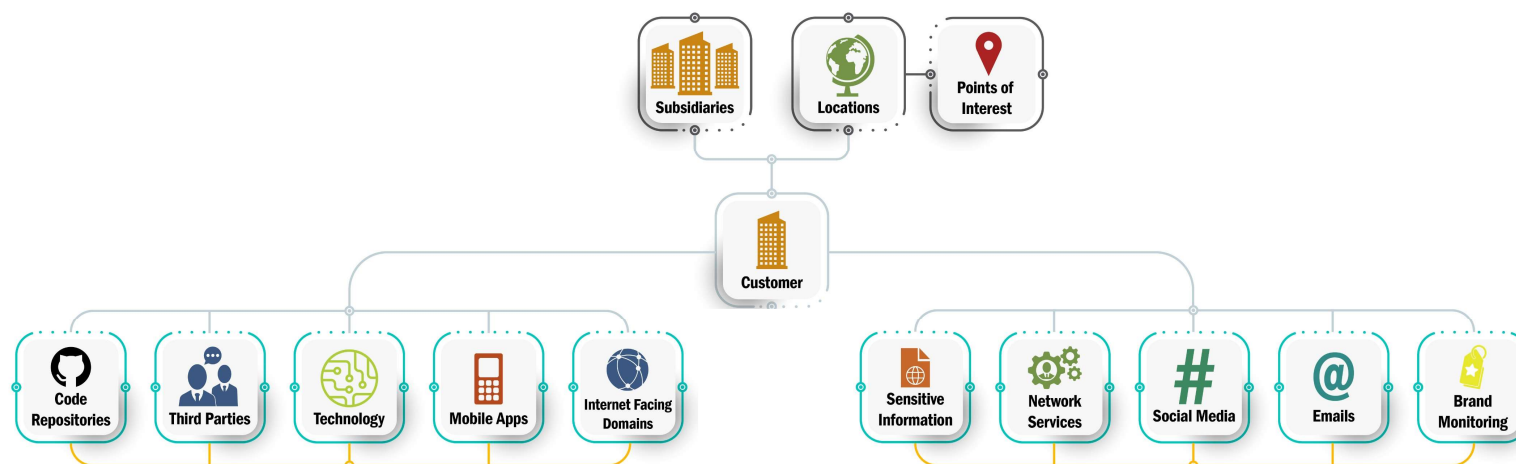 Subsidiaries
Locations
Points of
Interest
Customer
Code
Repositories
Third Parties
Technology
Mobile Apps
Internet Facing
Domains
Sensitive
Information
Network
Services
#
Social Media
@
Emails
Brand
Monitoring